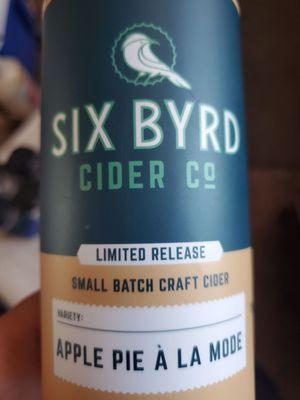 SIX BYRD
CIDER CO
LIMITED RELEASE
SMALL BATCH CRAFT CIDER
VARIETY:
APPLE PIE À LA MODE